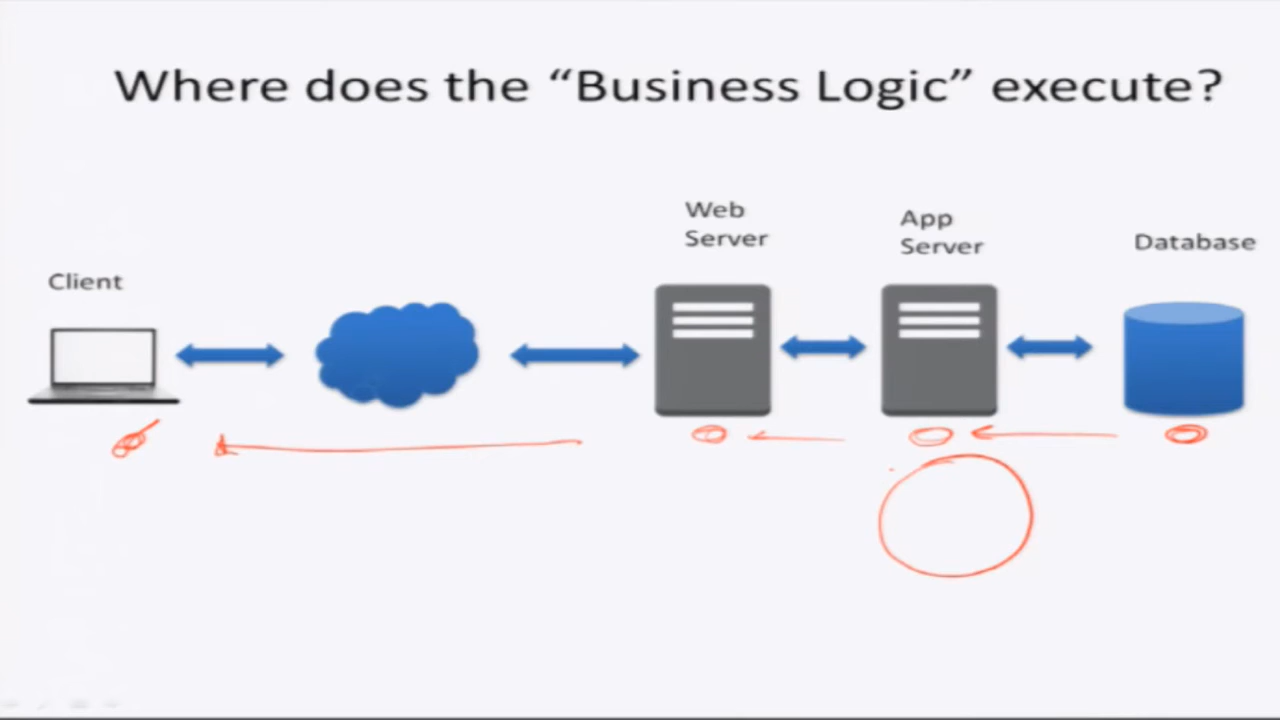 Where does the “Business Logic” execute?
Web
Server
App
Server
Database
Client